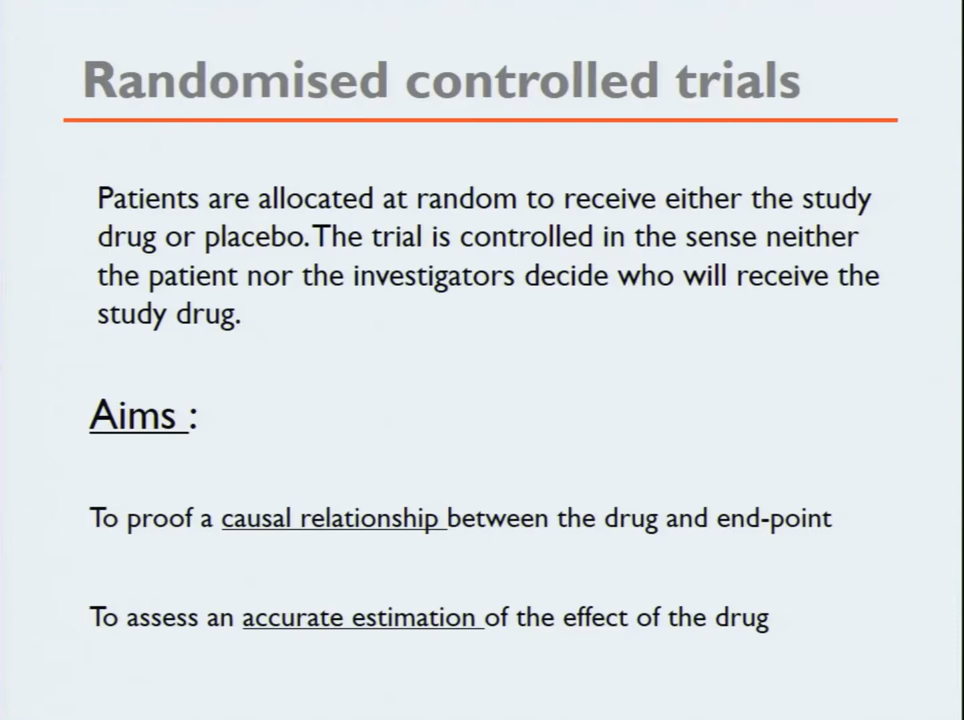 Randomised controlled trials
Patients are allocated at random to receive either the study
drug or placebo. The trial is controlled in the sense neither
the patient nor the investigators decide who will receive the
study drug.
Aims :
To proof a causal relationship between the drug and end-point
To assess an accurate estimation of the effect of the drug